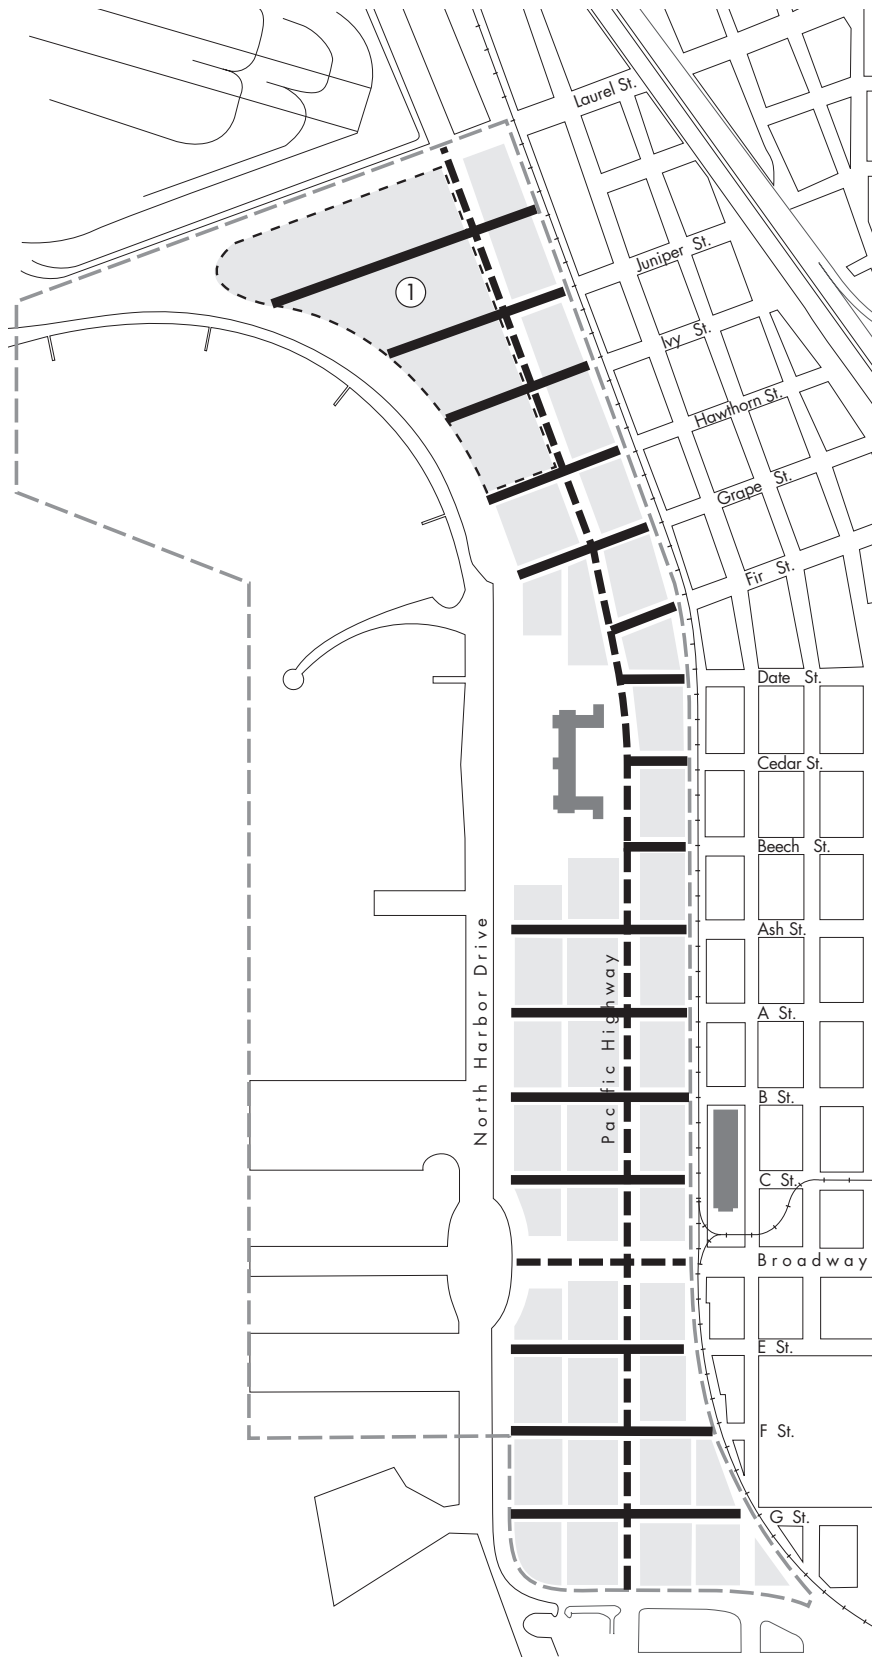 Laurel St.
Juniper St.
1
Ivy St.
Hawthorn St.
Grape St.
Fir St.
Date St.
Cedar St.
Beech St.
Ash St.
North Harbor Drive
Pacific Highway
A St.
B St.
C St.
Broadway
E St.
F St.
G St.